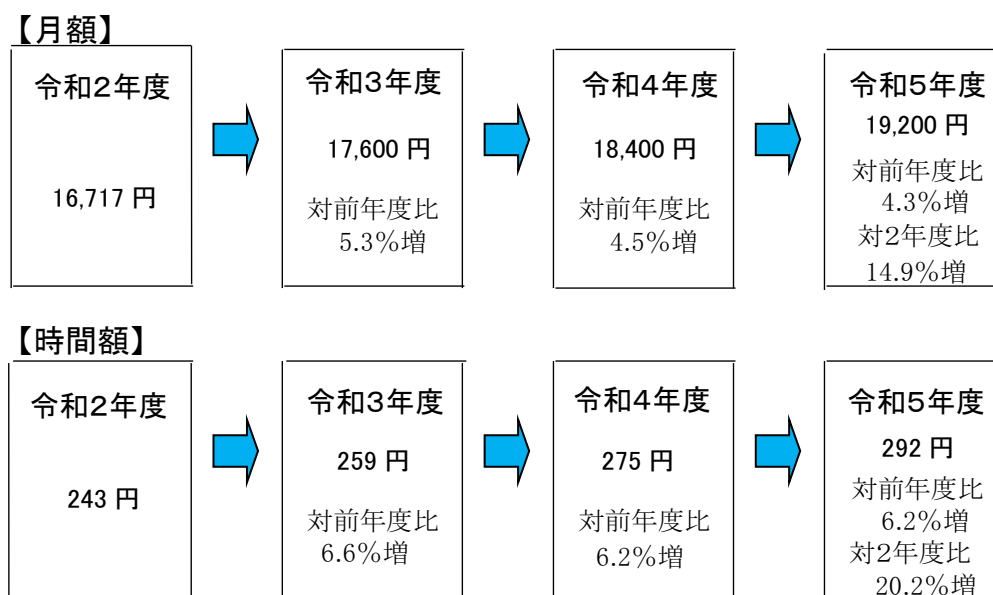 【月額】
令和２年度
16,717 円
令和３年度
17,600 円
対前年度比
5.3％増
令和４年度
18,400 円
対前年度比
4.5％増
令和５年度
19,200 円
対前年度比
4.3％増
対２年度比
14.9％増
【時間額】
令和２年度
243 円
令和３年度
259 円
対前年度比
6.6％増
令和４年度
275 円
対前年度比
6.2％増
令和５年度
292 円
対前年度比
6.2％増
対２年度比
20.2％増